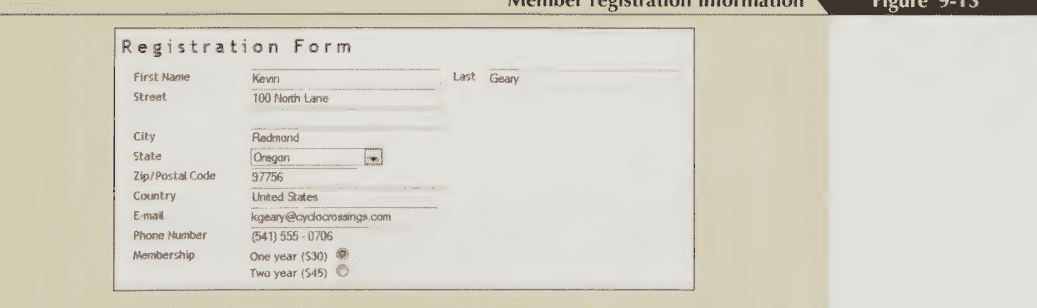 Member registration information Figure 9-13
Registration Form
First Name Kevin Last Geary
Street 100 North Lane
City Redmond
State Oregon
Zip/Postal Code 97756
Country United States
E-mail kgeary@cyclocrossings.com
Phone Number (541) 555 - 0706
Membership One year ($30)
Two year ($45)